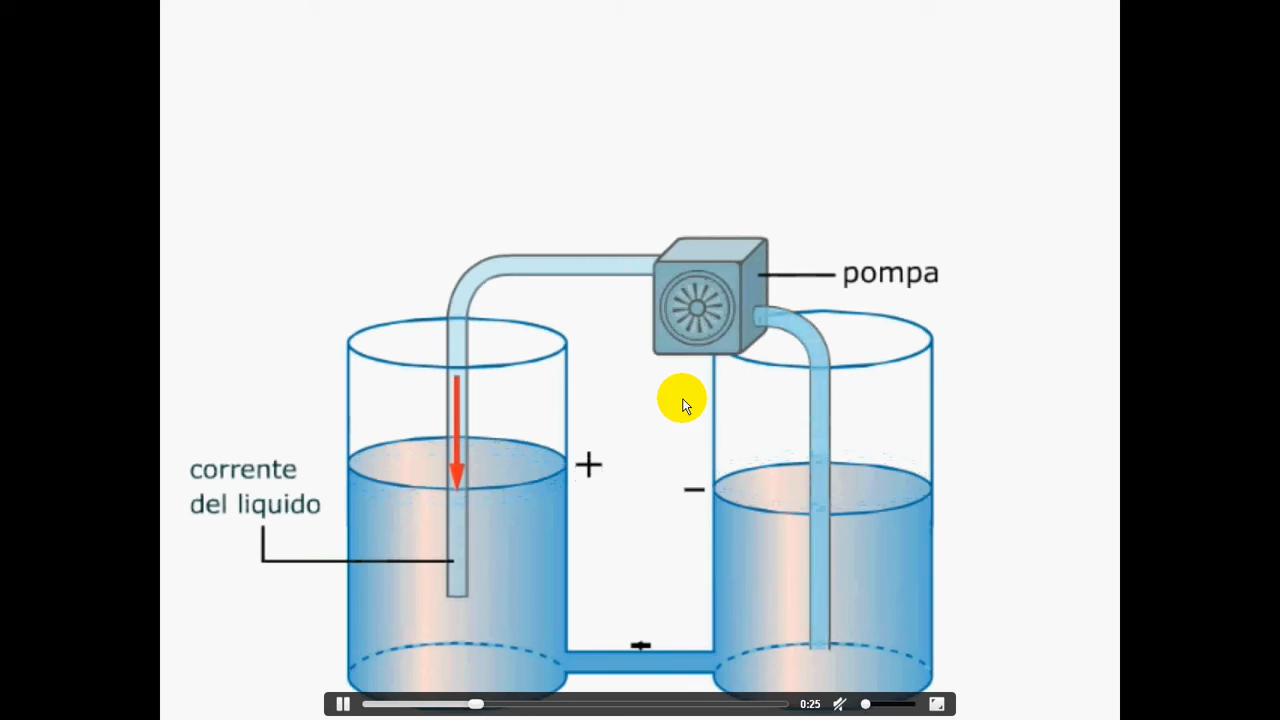 pompa
corrente
del liquido
+
−
0:25